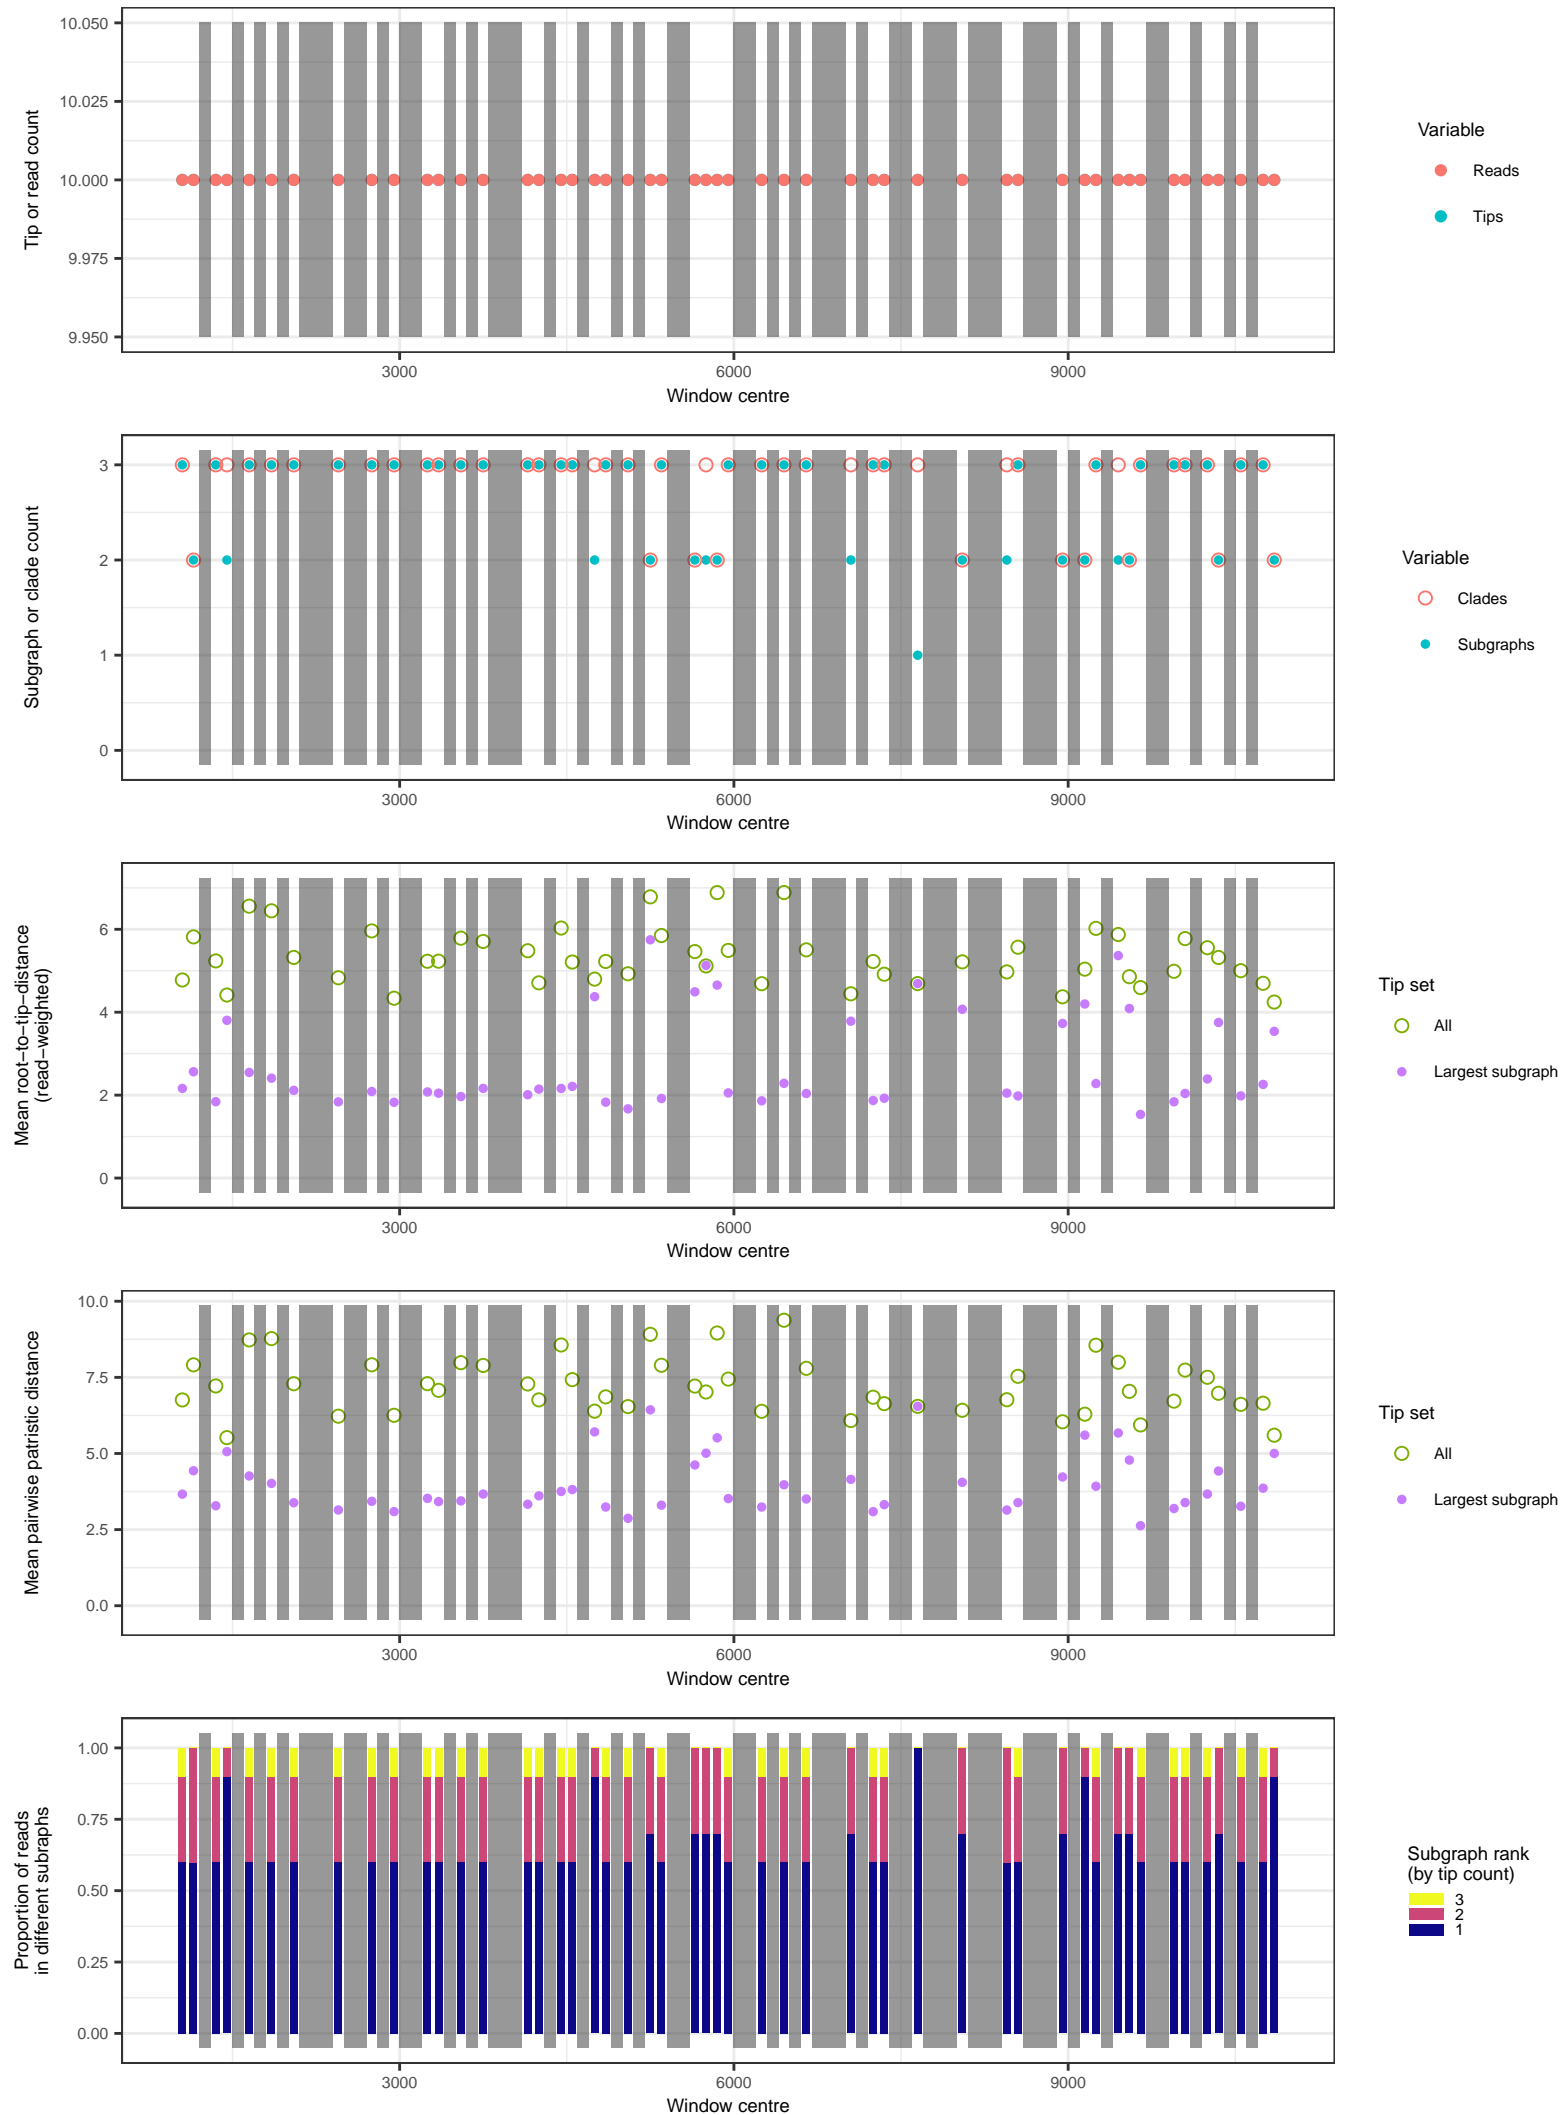 10.050
10.025
10.000
9.975
9.950
Tip or read count
3000 6000 9000
Window centre
Variable
Reads
Tips
3
2
1
0
Subgraph or clade count
3000 6000 9000
Window centre
Variable
Clades
Subgraphs
6
4
2
0
Mean root−to−tip−distance
(read−weighted)
3000 6000 9000
Window centre
Tip set
All
Largest subgraph
10.0
7.5
5.0
2.5
0.0
Mean pairwise patristic distance
3000 6000 9000
Window centre
Tip set
All
Largest subgraph
1.00
0.75
0.50
0.25
0.00
Proportion of reads
in different subraphs
3000 6000 9000
Window centre
Subgraph rank
(by tip count)
3
2
1